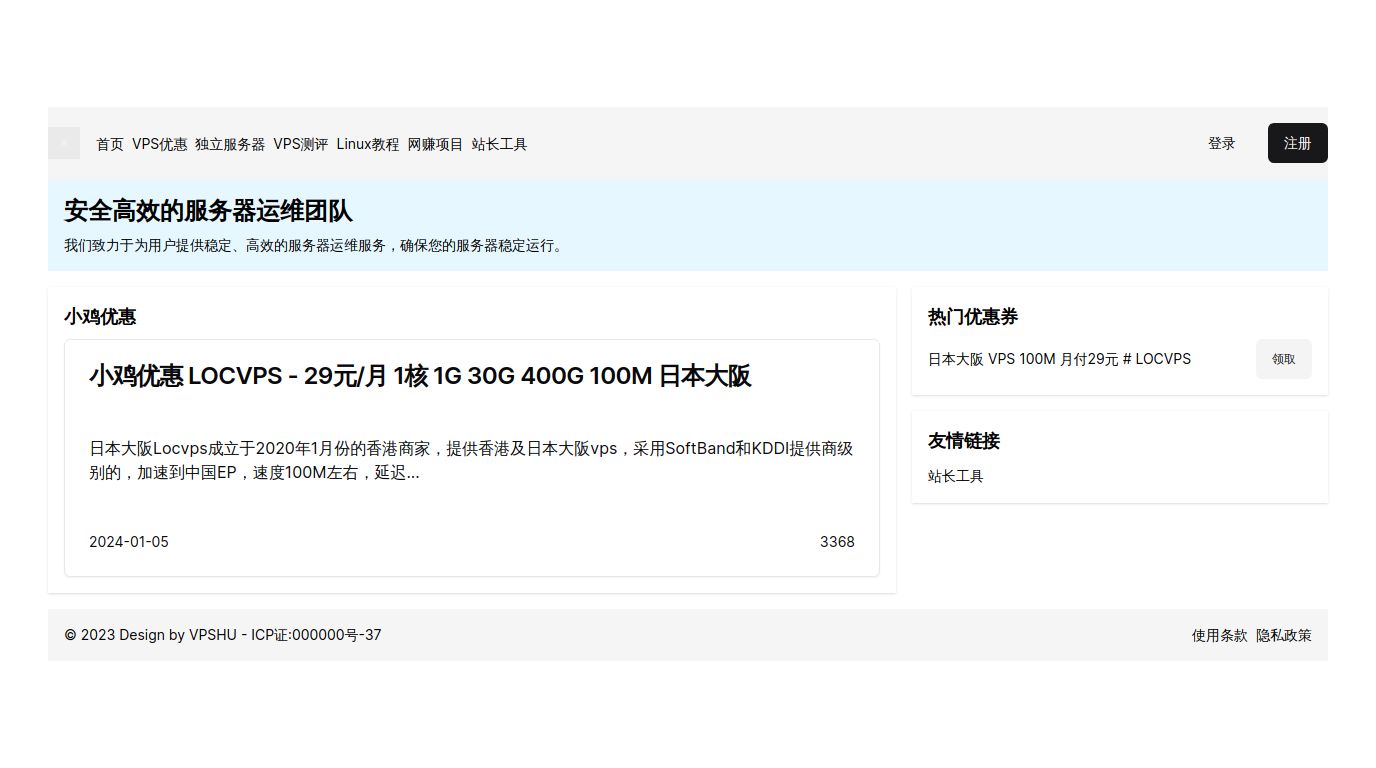 首页 VPS优惠 独立服务器 VPS测评 Linux教程 网赚项目 站长工具 登录 注册
安全高效的服务器运维团队
我们致力于为用户提供稳定、高效的服务器运维服务，确保您的服务器稳定运行。
小鸡优惠
小鸡优惠 LOCVPS - 29元/月 1核 1G 30G 400G 100M 日本大阪
日本大阪Locvps成立于2020年1月份的香港商家，提供香港及日本大阪vps，采用SoftBand和KDDI提供商级
别的，加速到中国EP，速度100M左右，延迟...
2024-01-05 3368
热门优惠券
日本大阪 VPS 100M 月付29元 # LOCVPS 领取
友情链接
站长工具
© 2023 Design by VPSHU - ICP证:000000号-37 使用条款 隐私政策